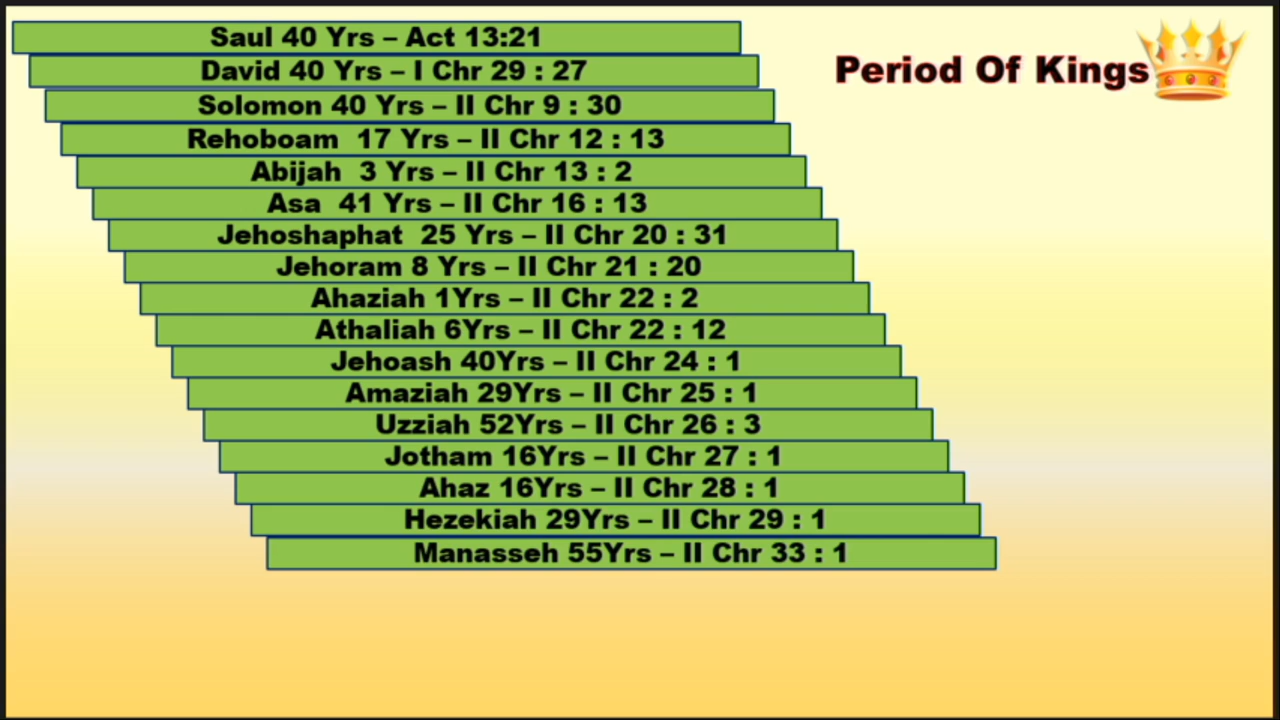 Saul 40 Yrs – Act 13:21
Period Of Kings
David 40 Yrs – I Chr 29 : 27
Solomon 40 Yrs – II Chr 9 : 30
Rehoboam  17 Yrs – II Chr 12 : 13
Abijah  3 Yrs – II Chr 13 : 2
Asa  41 Yrs – II Chr 16 : 13
Jehoshaphat  25 Yrs – II Chr 20 : 31
Jehoram 8 Yrs – II Chr 21 : 20
Ahaziah 1Yrs – II Chr 22 : 2
Athaliah 6Yrs – II Chr 22 : 12
Jehoash 40Yrs – II Chr 24 : 1
Amaziah 29Yrs – II Chr 25 : 1
Uzziah 52Yrs – II Chr 26 : 3
Jotham 16Yrs – II Chr 27 : 1
Ahaz 16Yrs – II Chr 28 : 1
Hezekiah 29Yrs – II Chr 29 : 1
Manasseh 55Yrs – II Chr 33 : 1